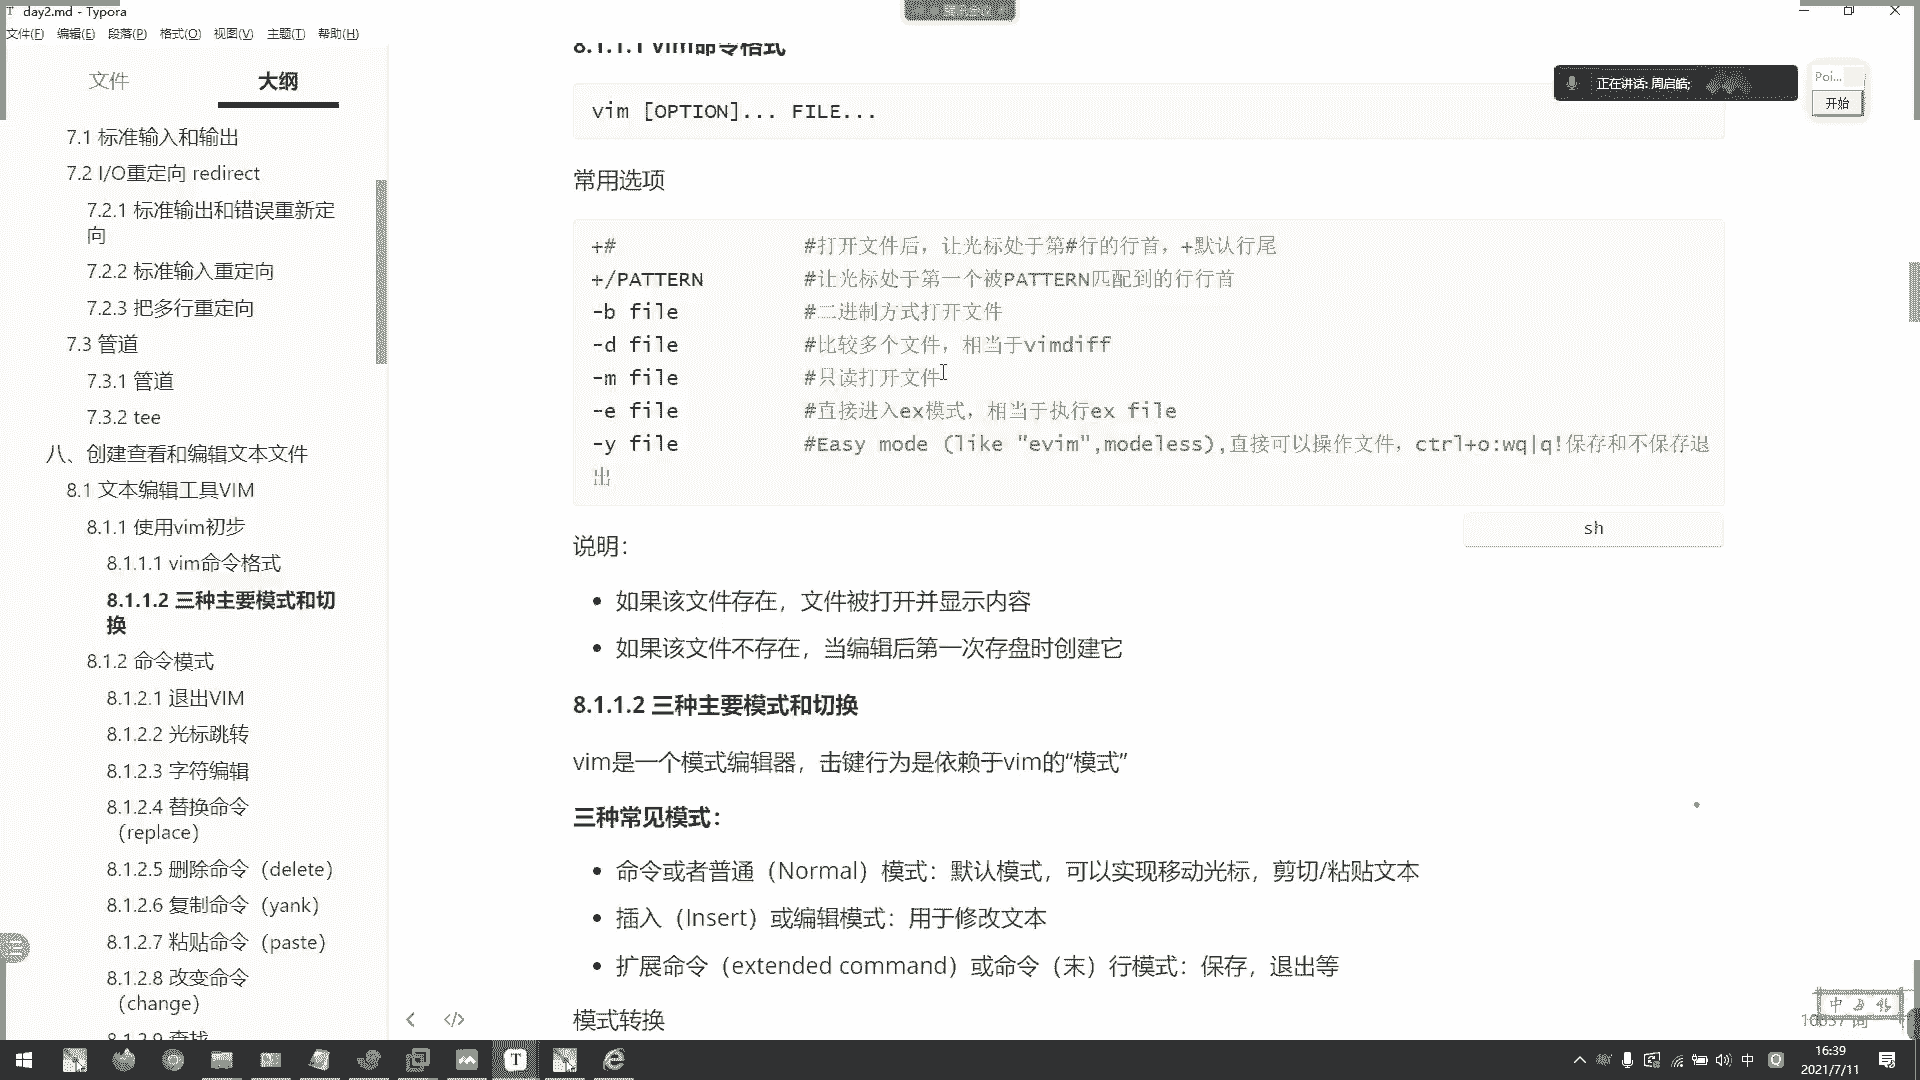 day2.md - Typora
文件(F) 编辑(E) 段落(P) 格式(O) 视图(V) 主题(T) 帮助(H)
文件 大纲
7.1 标准输入和输出
7.2 I/O重定向 redirect
7.2.1 标准输出和错误重新定
向
7.2.2 标准输入重定向
7.2.3 把多行重定向
7.3 管道
7.3.1 管道
7.3.2 tee
八、创建查看和编辑文本文件
8.1 文本编辑工具VIM
8.1.1 使用vim初步
8.1.1.1 vim命令格式
8.1.1.2 三种主要模式和切
换
8.1.2 命令模式
8.1.2.1 退出VIM
8.1.2.2 光标跳转
8.1.2.3 字符编辑
8.1.2.4 替换命令
（replace）
8.1.2.5 删除命令（delete）
8.1.2.6 复制命令（yank）
8.1.2.7 粘贴命令（paste）
8.1.2.8 改变命令
（change）
8.1.2.9 查找
8.1.1.1 vim命令格式
vim [OPTION]... FILE...
常用选项
+# #打开文件后，让光标处于第#行的行首，+默认行尾
+/PATTERN #让光标处于第一个被PATTERN匹配到的行行首
-b file #二进制方式打开文件
-d file #比较多个文件，相当于vimdiff
-m file #只读打开文件
-e file #直接进入ex模式，相当于执行ex file
-y file #Easy mode (like "evim",modeless),直接可以操作文件，ctrl+o:wq|q!保存和不保存退
出
sh
说明：
如果该文件存在，文件被打开并显示内容
如果该文件不存在，当编辑后第一次存盘时创建它
8.1.1.2 三种主要模式和切换
vim是一个模式编辑器，击键行为是依赖于vim的“模式”
三种常见模式：
命令或者普通（Normal）模式：默认模式，可以实现移动光标，剪切/粘贴文本
插入（Insert）或编辑模式：用于修改文本
扩展命令（extended command）或命令（末）行模式：保存，退出等
模式转换
正在讲话: 周启皓;
Poi...
开始
中
16:39
2021/7/11